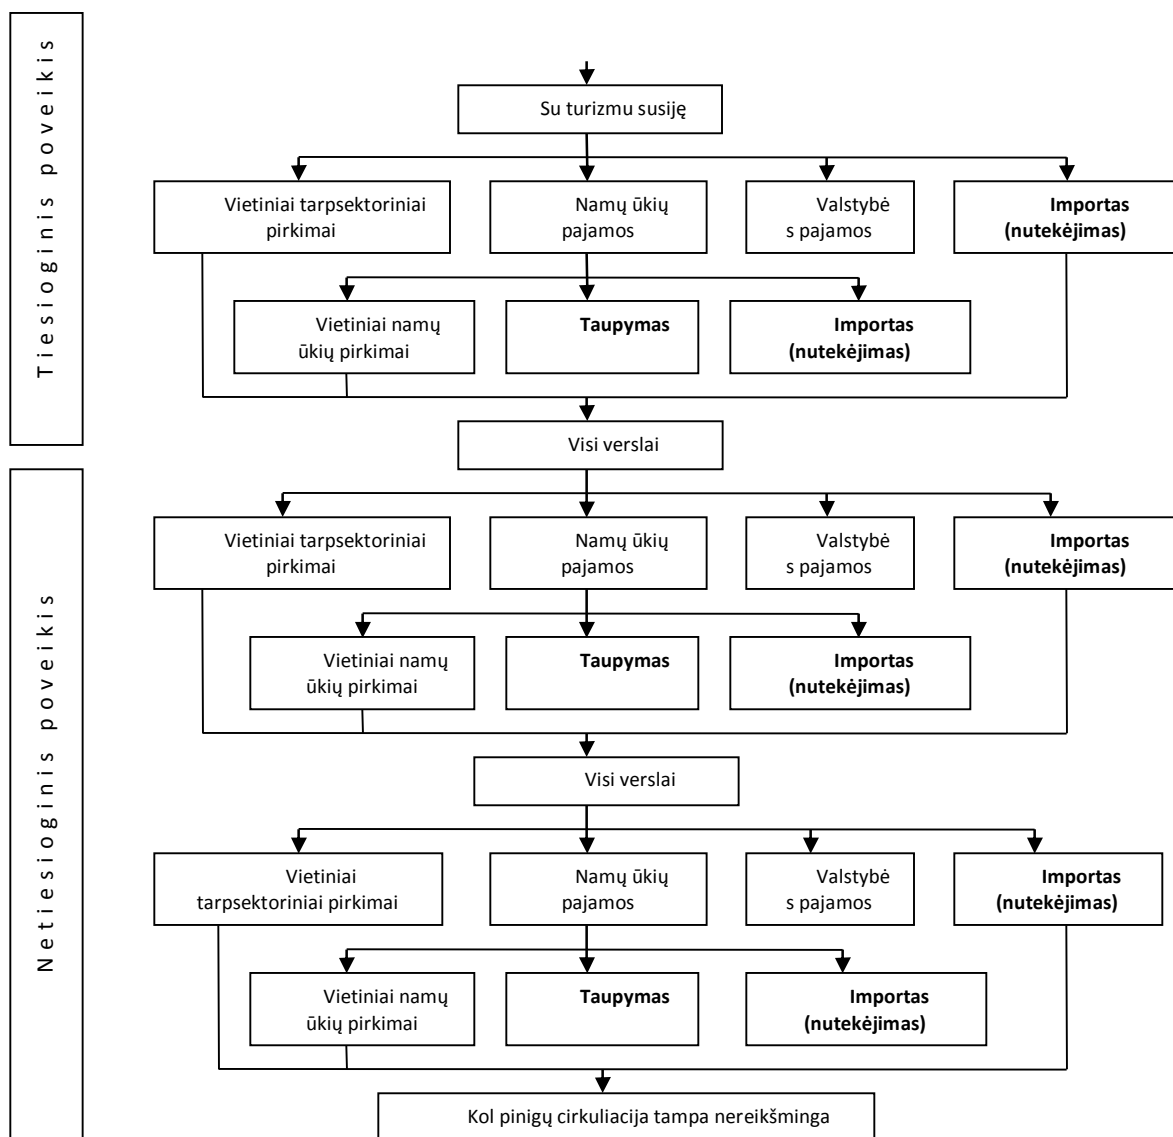 Tiesioginis poveikis
Su turizmu susiję
Vietiniai tarpsektoriniai
pirkimai
Namų ūkių
pajamos
Valstybė
s pajamos
Importas
(nutekėjimas)
Vietiniai namų
ūkių pirkimai
Taupymas
Importas
(nutekėjimas)
Visi verslai
Netiesioginis poveikis
Vietiniai tarpsektoriniai
pirkimai
Namų ūkių
pajamos
Valstybė
s pajamos
Importas
(nutekėjimas)
Vietiniai namų
ūkių pirkimai
Taupymas
Importas
(nutekėjimas)
Visi verslai
Vietiniai
tarpsektoriniai pirkimai
Namų ūkių
pajamos
Valstybė
s pajamos
Importas
(nutekėjimas)
Vietiniai namų
ūkių pirkimai
Taupymas
Importas
(nutekėjimas)
Kol pinigų cirkuliacija tampa nereikšminga